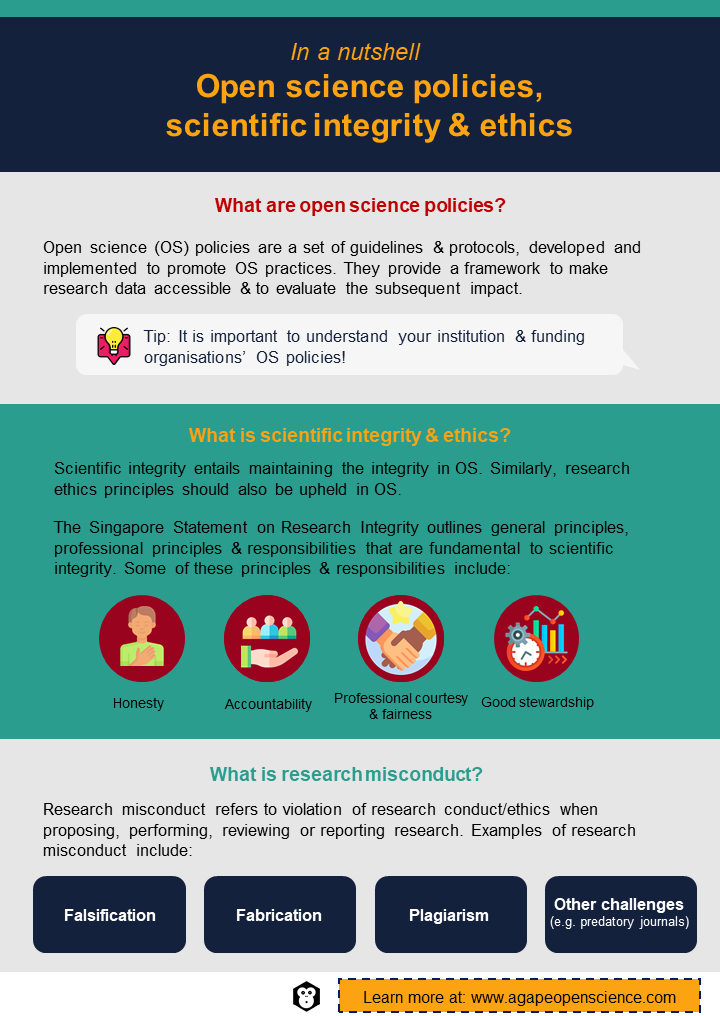 In a nutshell
Open science policies,
scientific integrity & ethics
What are open science policies?
Open science (OS) policies are a set of guidelines & protocols, developed and
implemented to promote OS practices. They provide a framework to make
research data accessible & to evaluate the subsequent impact.
Tip: It is important to understand your institution & funding
organisations’ OS policies!
What is scientific integrity & ethics?
Scientific integrity entails maintaining the integrity in OS. Similarly, research
ethics principles should also be upheld in OS.
The Singapore Statement on Research Integrity outlines general principles,
professional principles & responsibilities that are fundamental to scientific
integrity. Some of these principles & responsibilities include:
Honesty
Accountability
Professional courtesy
& fairness
Good stewardship
What is research misconduct?
Research misconduct refers to violation of research conduct/ethics when
proposing, performing, reviewing or reporting research. Examples of research
misconduct include:
Falsification
Fabrication
Plagiarism
Other challenges
(e.g. predatory journals)
Learn more at: www.agapeopenscience.com